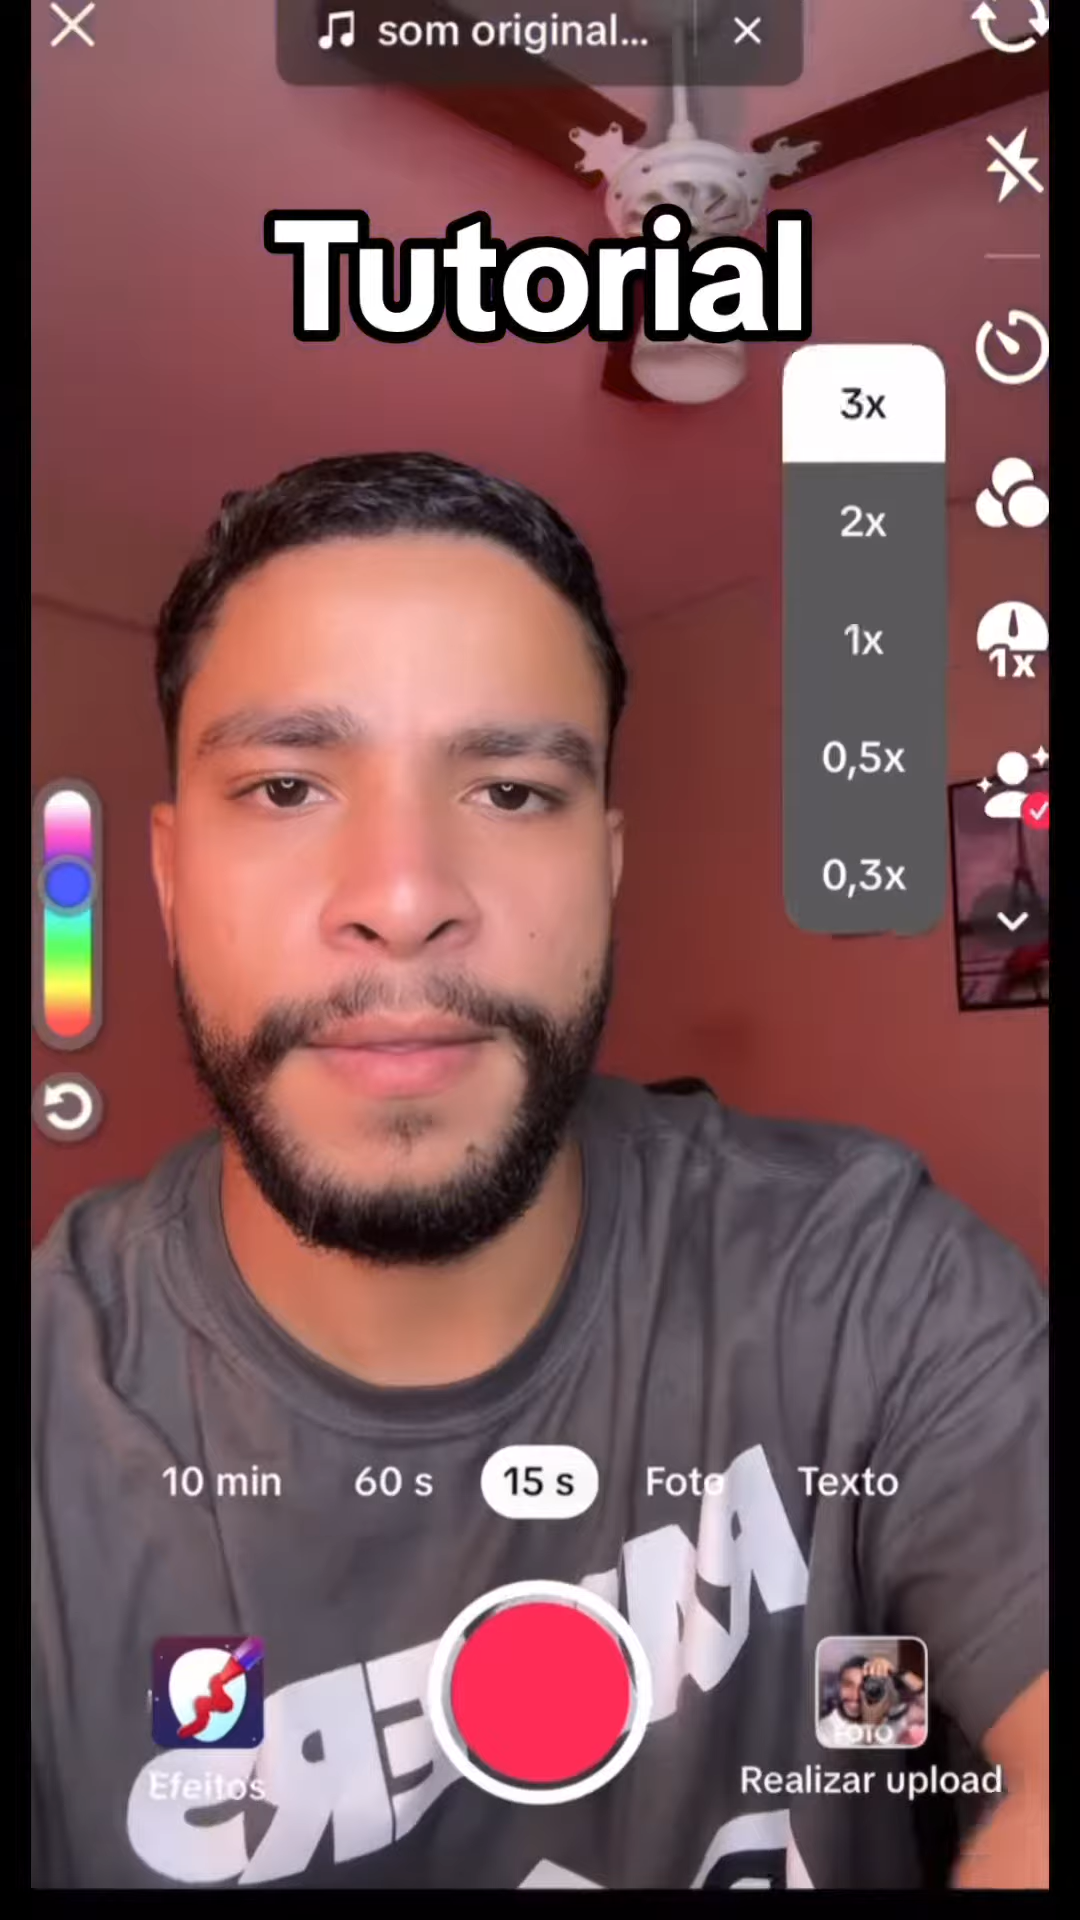 som original...
Tutorial
3x
2x
1x
0,5x
0,3x
1x
10 min
60 s
15 s
Foto
Texto
Efeitos
FOTO
Realizar upload